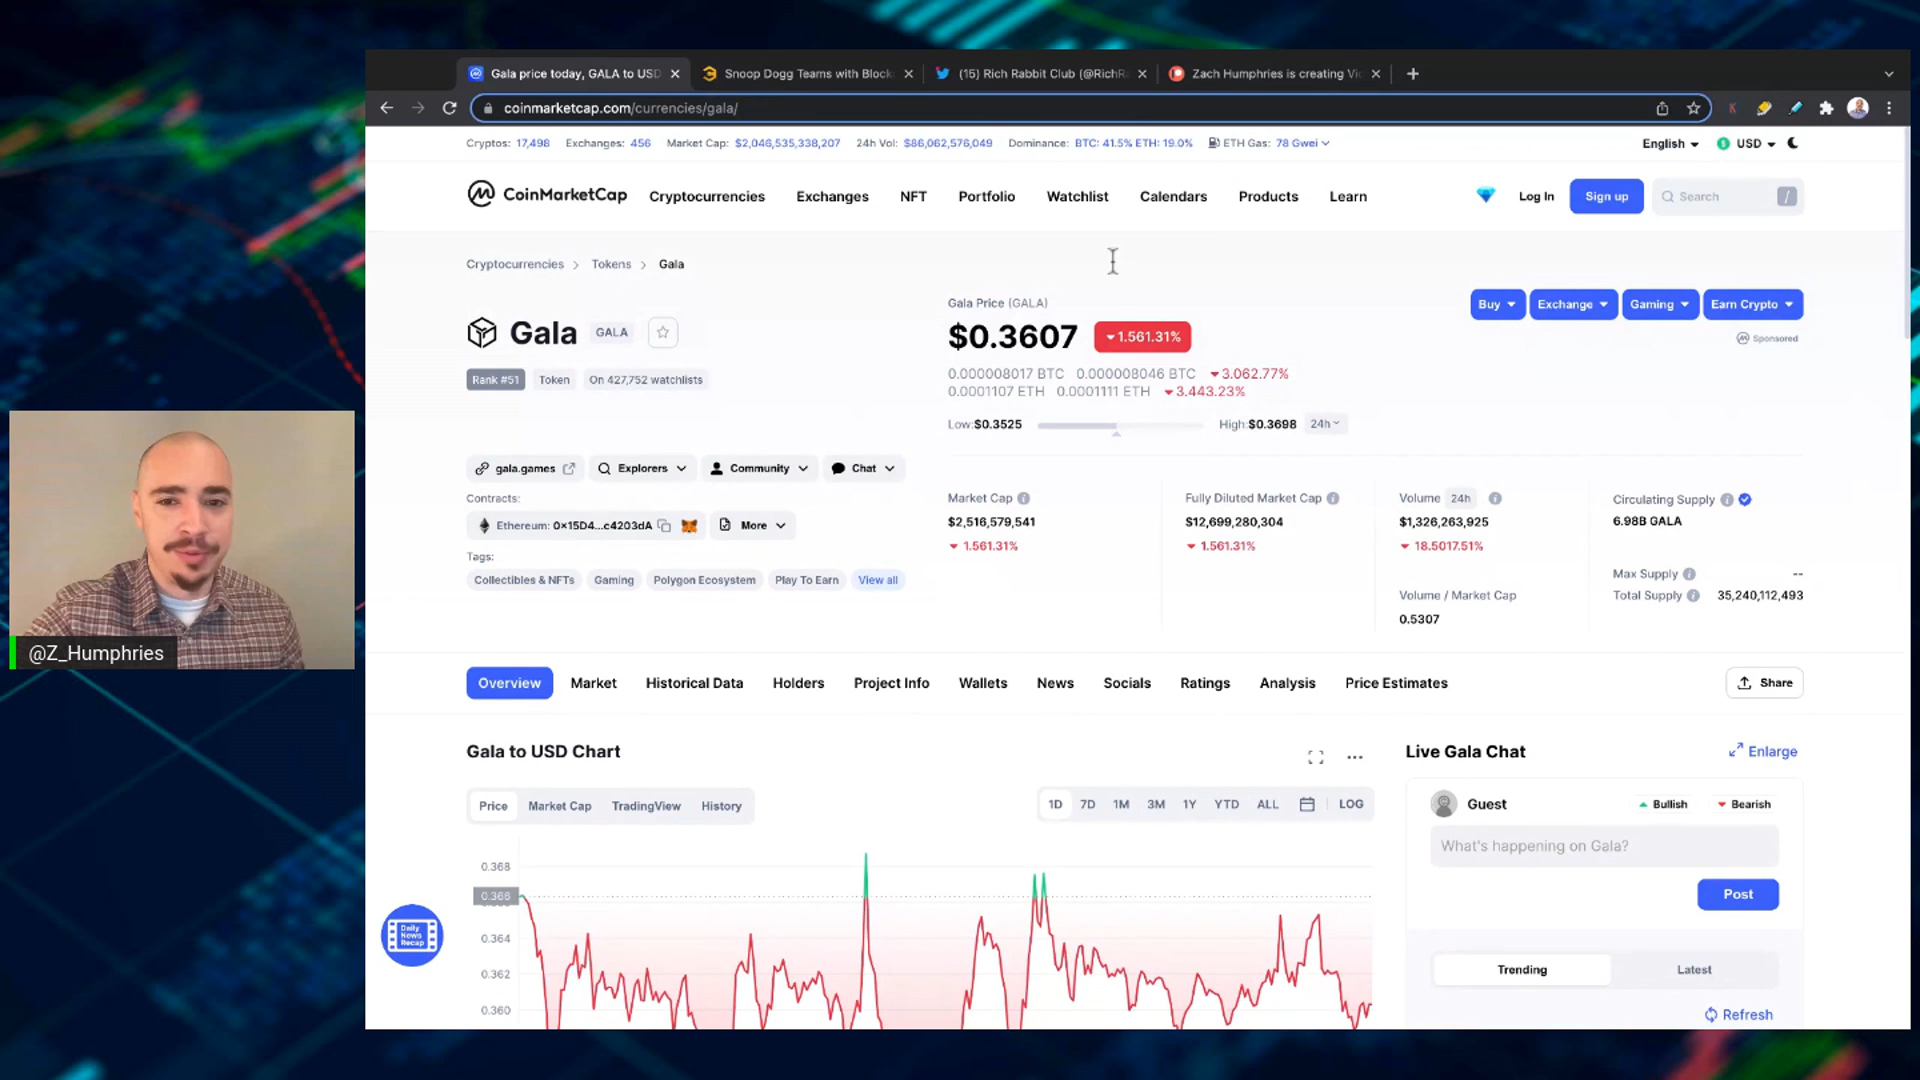 Gala price today, GALA to USD
Snoop Dogg Teams with Block
(15) Rich Rabbit Club (@RichR
Zach Humphries is creating Vi
coinmarketcap.com/currencies/gala/
Cryptos: 17,498 Exchanges: 456 Market Cap: $2,046,535,338,207 24h Vol: $86,062,576,049 Dominance: BTC: 41.5% ETH: 19.0% ETH Gas: 78 Gwei
English USD
CoinMarketCap Cryptocurrencies Exchanges NFT Portfolio Watchlist Calendars Products Learn
Log In Sign up Search /
Cryptocurrencies > Tokens > Gala
Gala GALA
Rank #51 Token On 427,752 watchlists
Gala Price (GALA)
$0.3607 1.561.31%
0.000008017 BTC 0.000008046 BTC 3.062.77%
0.0001107 ETH 0.0001111 ETH 3.443.23%
Low:$0.3525 High:$0.3698 24h
Buy Exchange Gaming Earn Crypto
Sponsored
gala.games Explorers Community Chat
Contracts:
Ethereum: 0x15D4...c4203dA More
Tags:
Collectibles & NFTs Gaming Polygon Ecosystem Play To Earn View all
Market Cap
$2,516,579,541
1.561.31%
Fully Diluted Market Cap
$12,699,280,304
1.561.31%
Volume 24h
$1,326,263,925
18.5017.51%
Volume / Market Cap
0.5307
Circulating Supply
6.98B GALA
Max Supply --
Total Supply 35,240,112,493
@Z_Humphries
Overview Market Historical Data Holders Project Info Wallets News Socials Ratings Analysis Price Estimates Share
Gala to USD Chart
Price Market Cap TradingView History
1D 7D 1M 3M 1Y YTD ALL LOG
0.368
0.366
0.364
0.362
0.360
Daily
News
Recap
Live Gala Chat Enlarge
Guest Bullish Bearish
What's happening on Gala?
Post
Trending Latest
Refresh